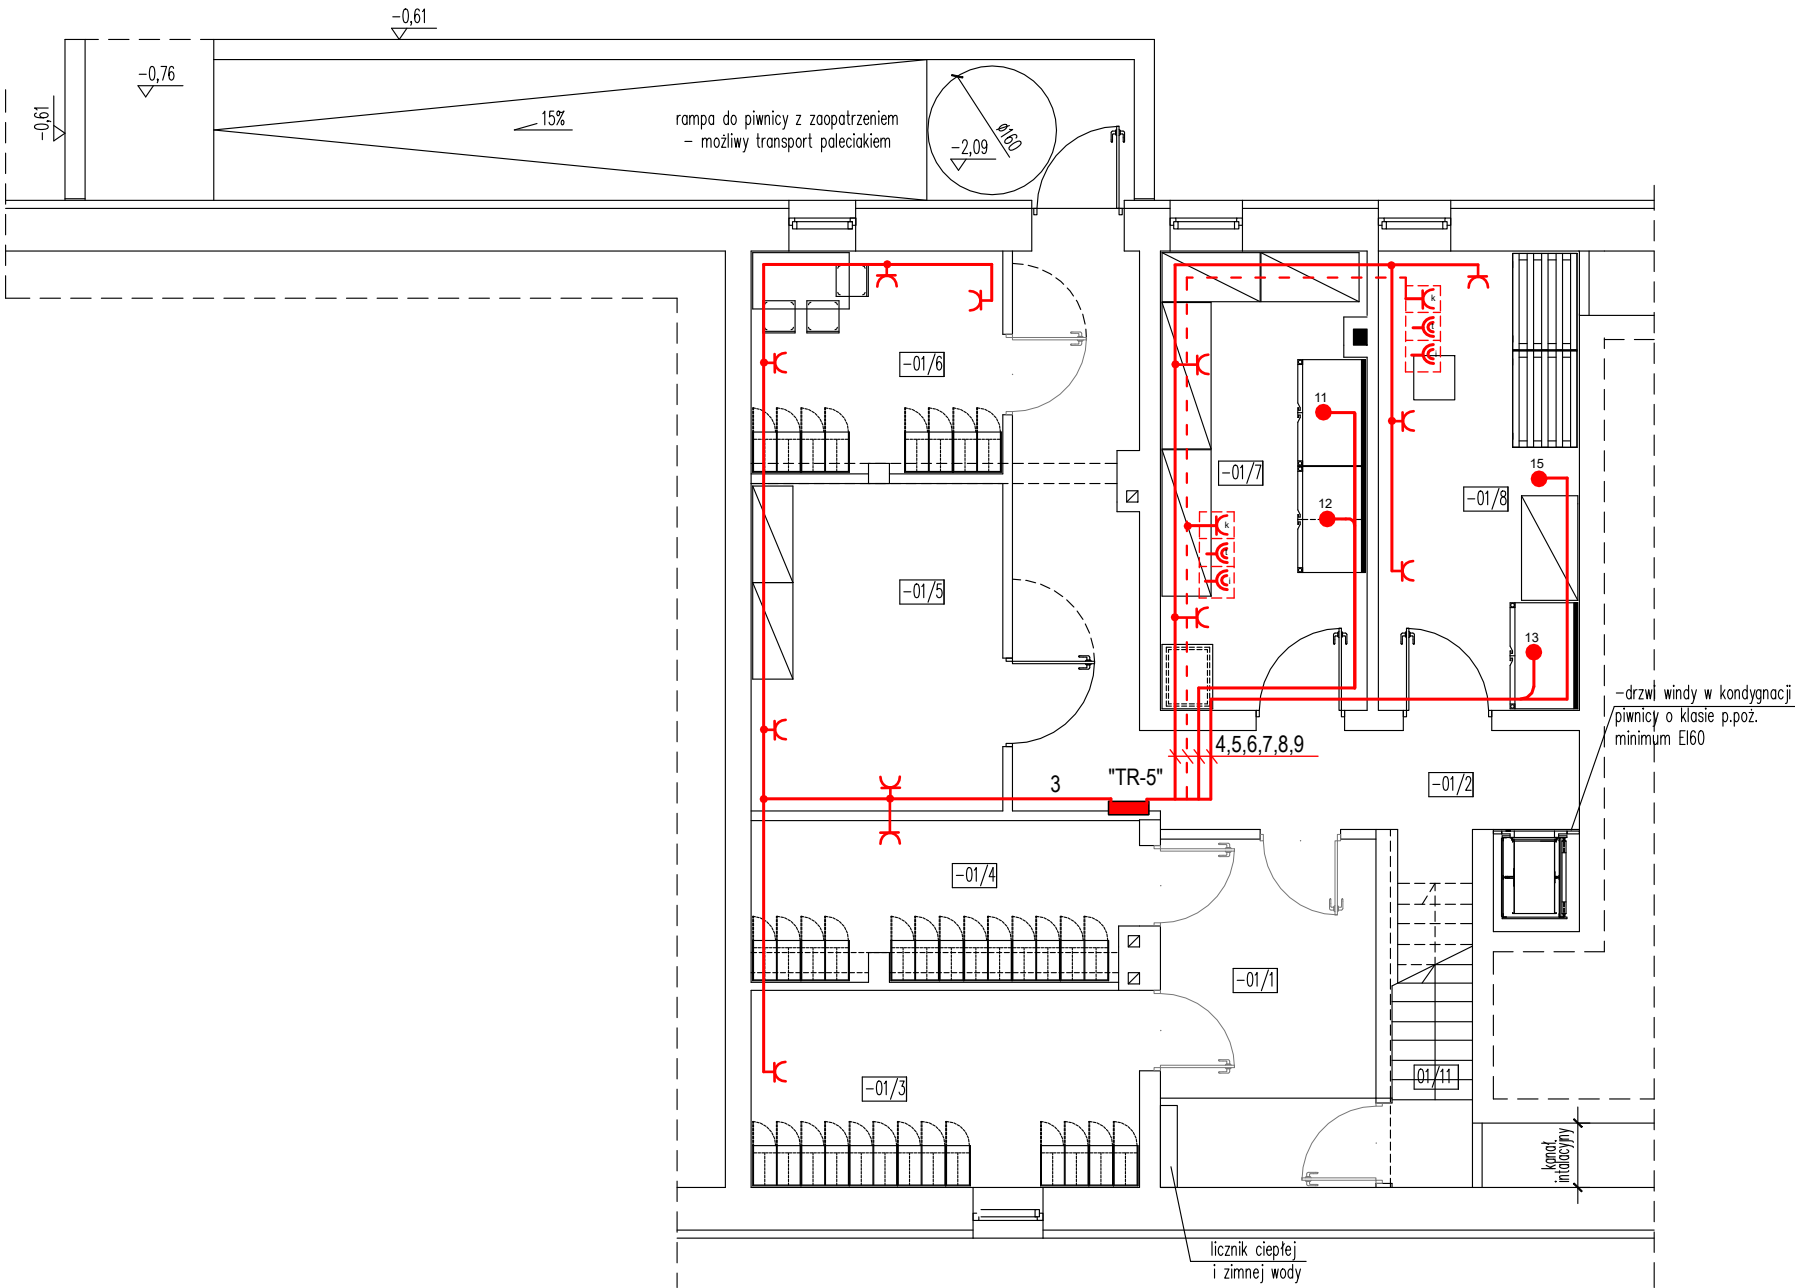 -0,61
-0,76
-0,61
15%
rampa do piwnicy z zaopatrzeniem
- możliwy transport paleciakiem
ø160
-2,09
-01/6
k
11
-01/7
12
15
-01/8
k
-01/5
13
-drzwi windy w kondygnacji
piwnicy o klasie p.poż.
minimum EI60
4,5,6,7,8,9
3
"TR-5"
-01/2
-01/4
-01/1
-01/3
01/11
kanał
intalacyjny
licznik ciepłej
i zimnej wody